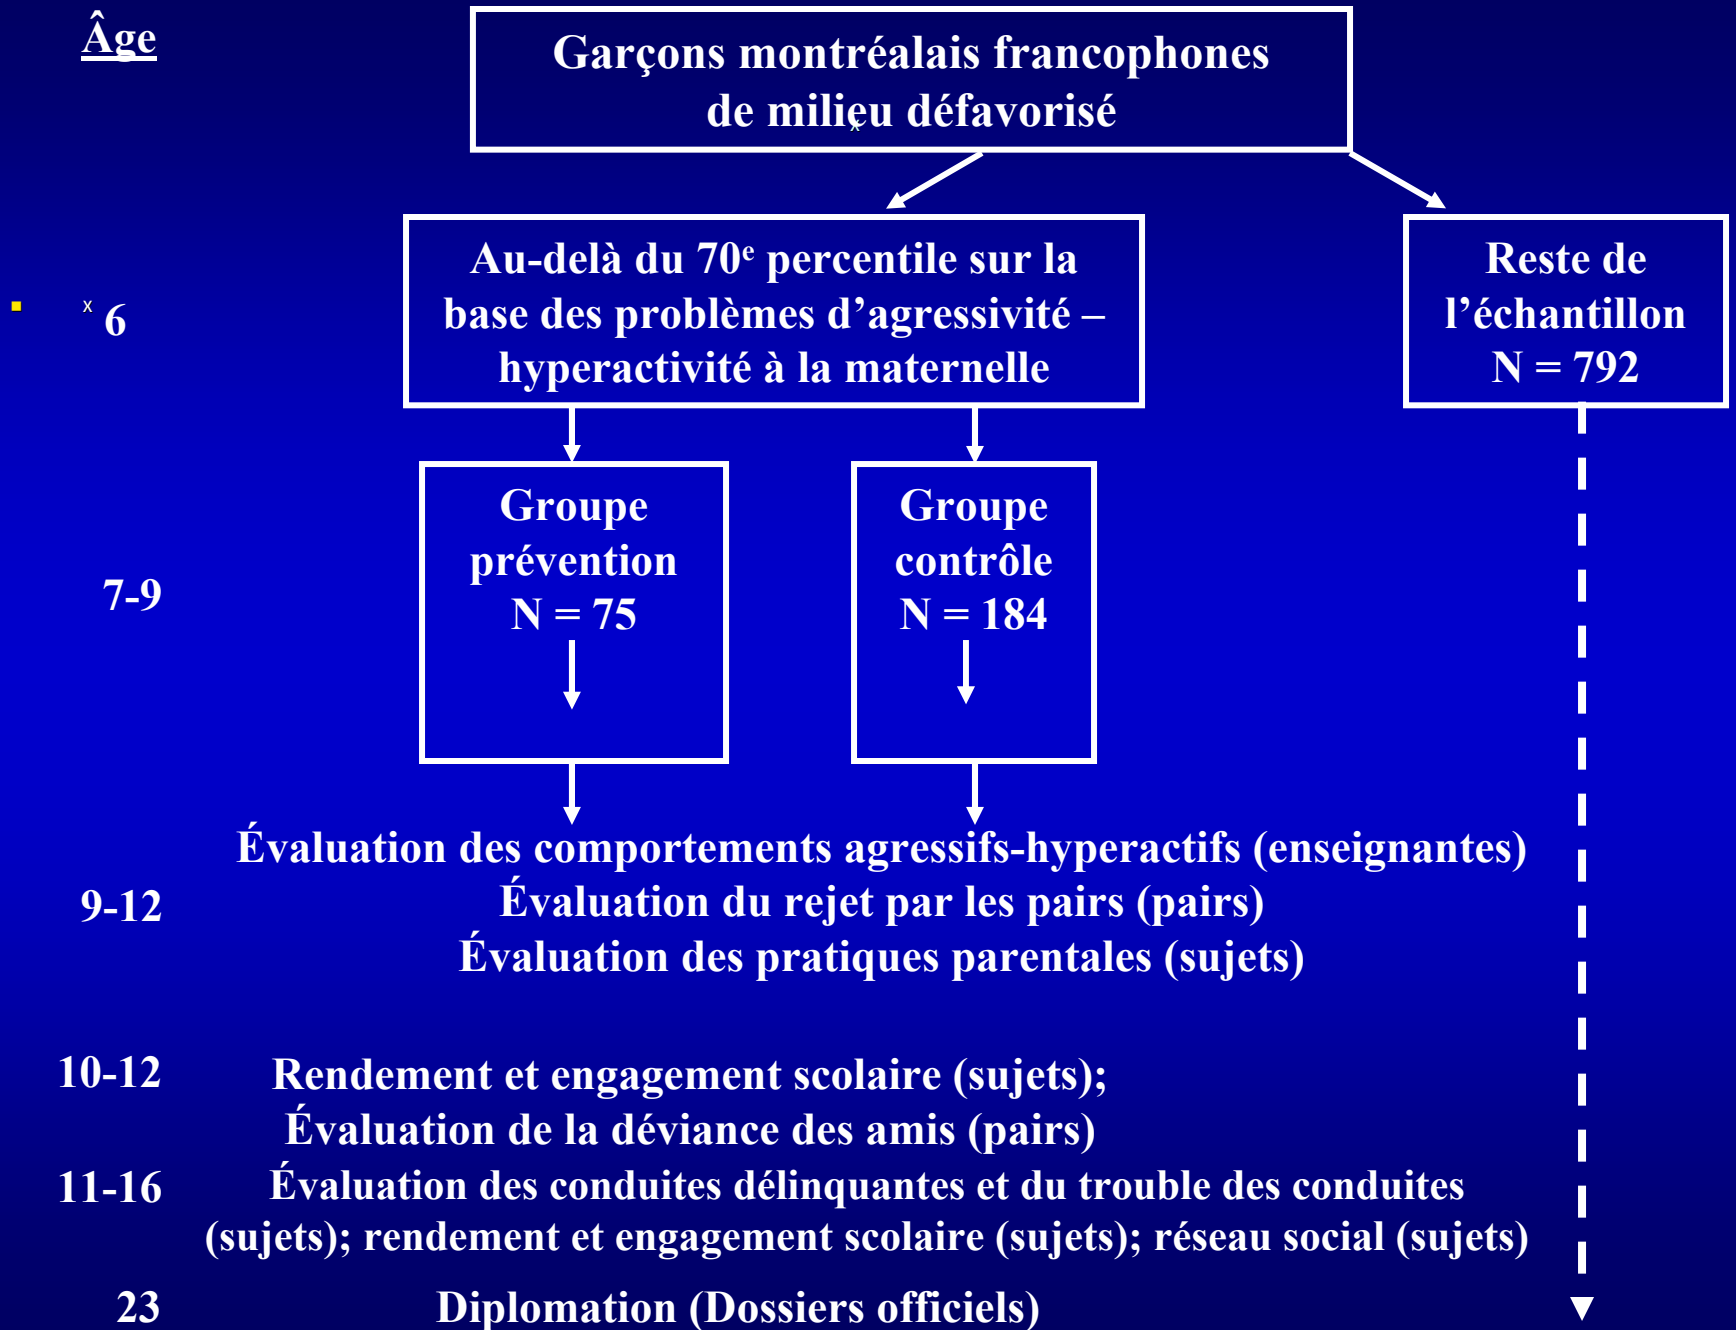 Âge
Garçons montréalais francophones
de milieu défavorisé
x
Au-delà du 70e percentile sur la
base des problèmes d’agressivité –
hyperactivité à la maternelle
Reste de
l’échantillon
N = 792
x 6
Groupe
prévention
N = 75
Groupe
contrôle
N = 184
7-9
Évaluation des comportements agressifs-hyperactifs (enseignantes)
9-12
Évaluation du rejet par les pairs (pairs)
Évaluation des pratiques parentales (sujets)
10-12
Rendement et engagement scolaire (sujets);
Évaluation de la déviance des amis (pairs)
11-16
Évaluation des conduites délinquantes et du trouble des conduites
(sujets); rendement et engagement scolaire (sujets); réseau social (sujets)
23
Diplomation (Dossiers officiels)